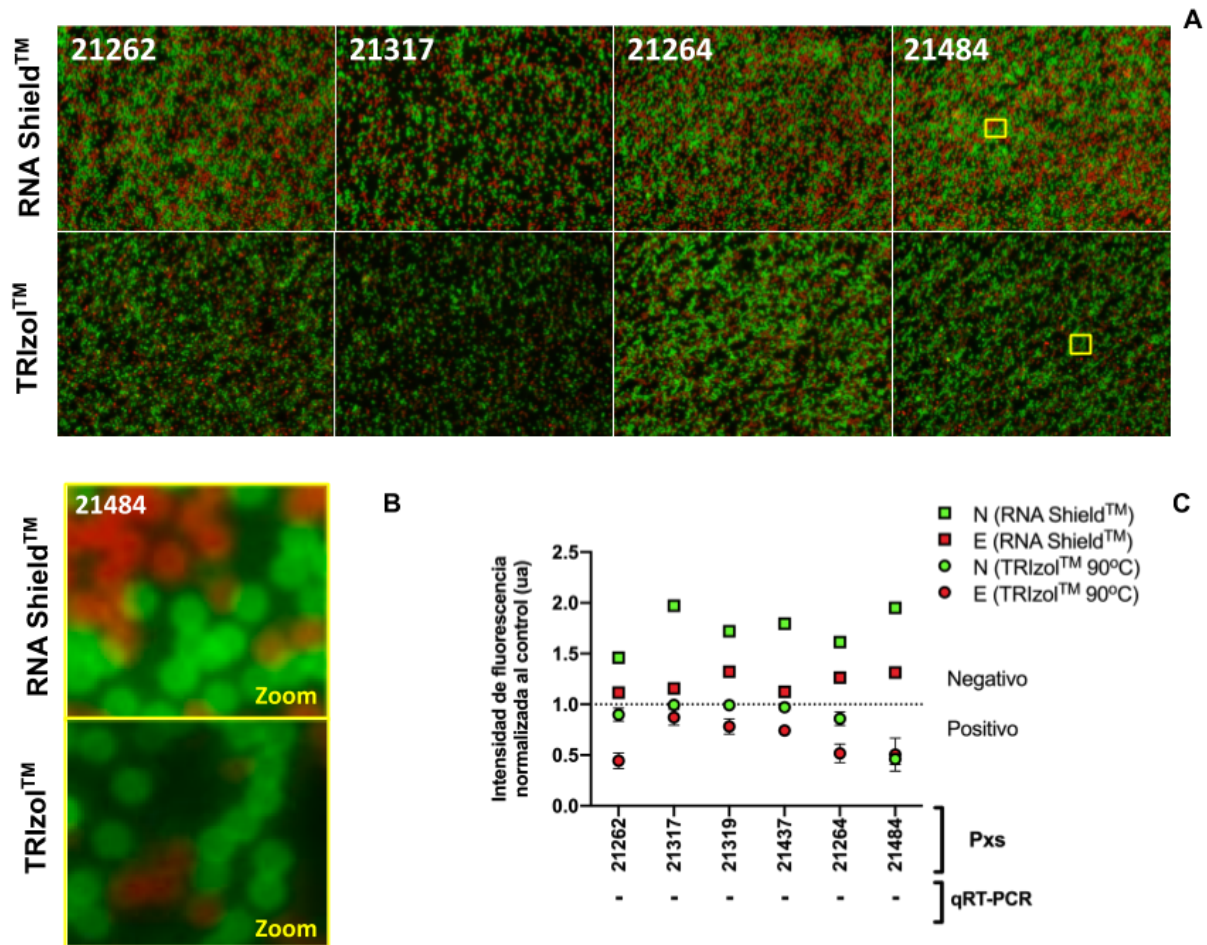 A
21262 21317 21264 21484
RNA Shield™
TRIzol™
B
21484
RNA Shield™
Zoom
TRIzol™
Zoom
C
N (RNA Shield™)
E (RNA Shield™)
N (TRIzol™ 90ºC)
E (TRIzol™ 90ºC)
Intensidad de fluorescencia
normalizada al control (ua)
2.5
2.0
1.5
1.0
0.5
0.0
Negativo
Positivo
21262 21317 21319 21437 21264 21484
Pxs
- - - - - -
qRT-PCR